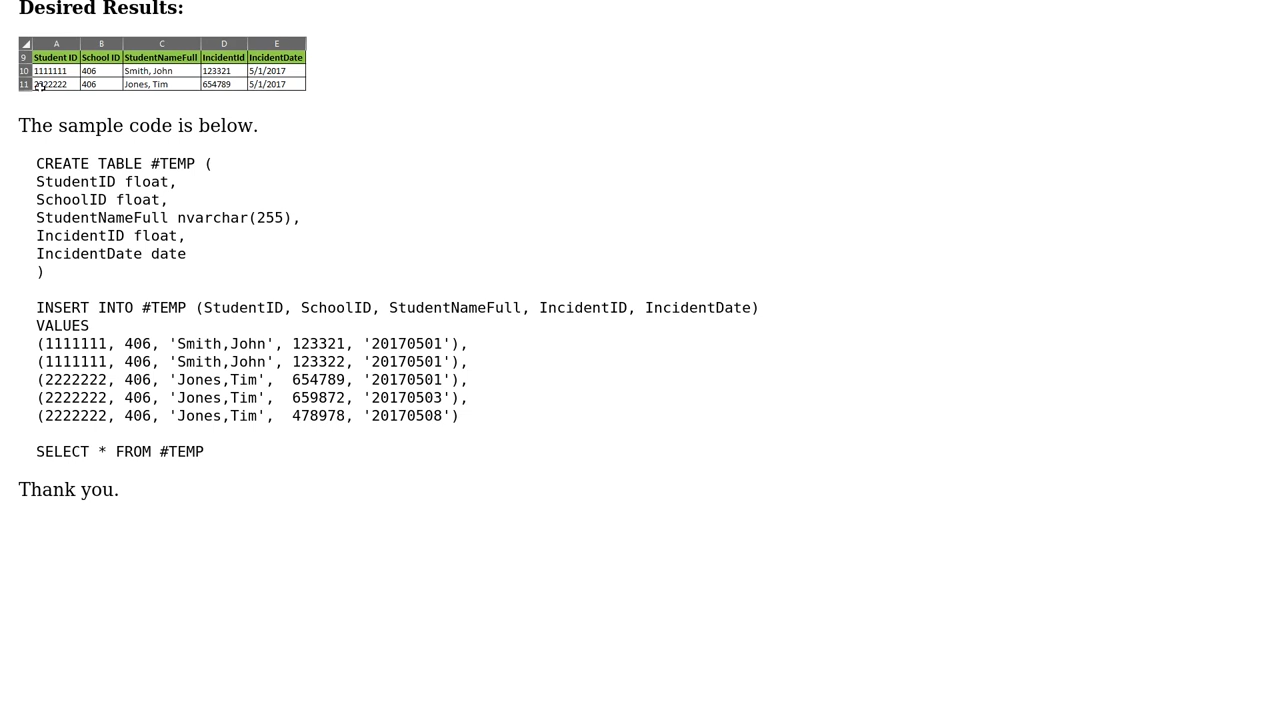 Desired Results:
A B C D E
9 Student ID School ID StudentNameFull IncidentId IncidentDate
10 1111111 406 Smith, John 123321 5/1/2017
11 2222222 406 Jones, Tim 654789 5/1/2017
The sample code is below.
CREATE TABLE #TEMP (
StudentID float,
SchoolID float,
StudentNameFull nvarchar(255),
IncidentID float,
IncidentDate date
)
INSERT INTO #TEMP (StudentID, SchoolID, StudentNameFull, IncidentID, IncidentDate)
VALUES
(1111111, 406, 'Smith,John', 123321, '20170501'),
(1111111, 406, 'Smith,John', 123322, '20170501'),
(2222222, 406, 'Jones,Tim',  654789, '20170501'),
(2222222, 406, 'Jones,Tim',  659872, '20170503'),
(2222222, 406, 'Jones,Tim',  478978, '20170508')
SELECT * FROM #TEMP
Thank you.